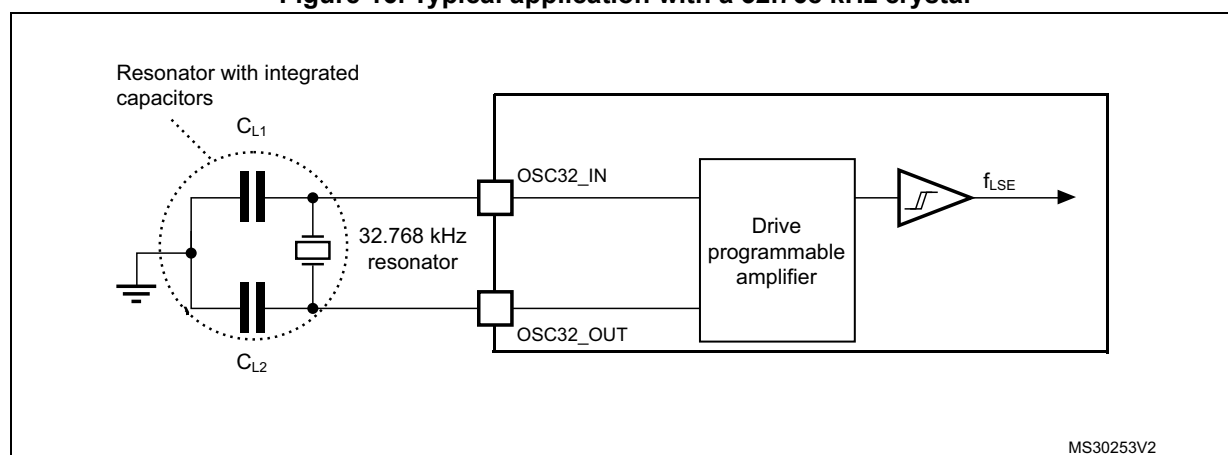 Figure 18. Typical application with a 32.768 kHz crystal
Resonator with integrated
capacitors
CL1
OSC32_IN
fLSE
32.768 kHz
resonator
Drive
programmable
amplifier
OSC32_OUT
CL2
MS30253V2